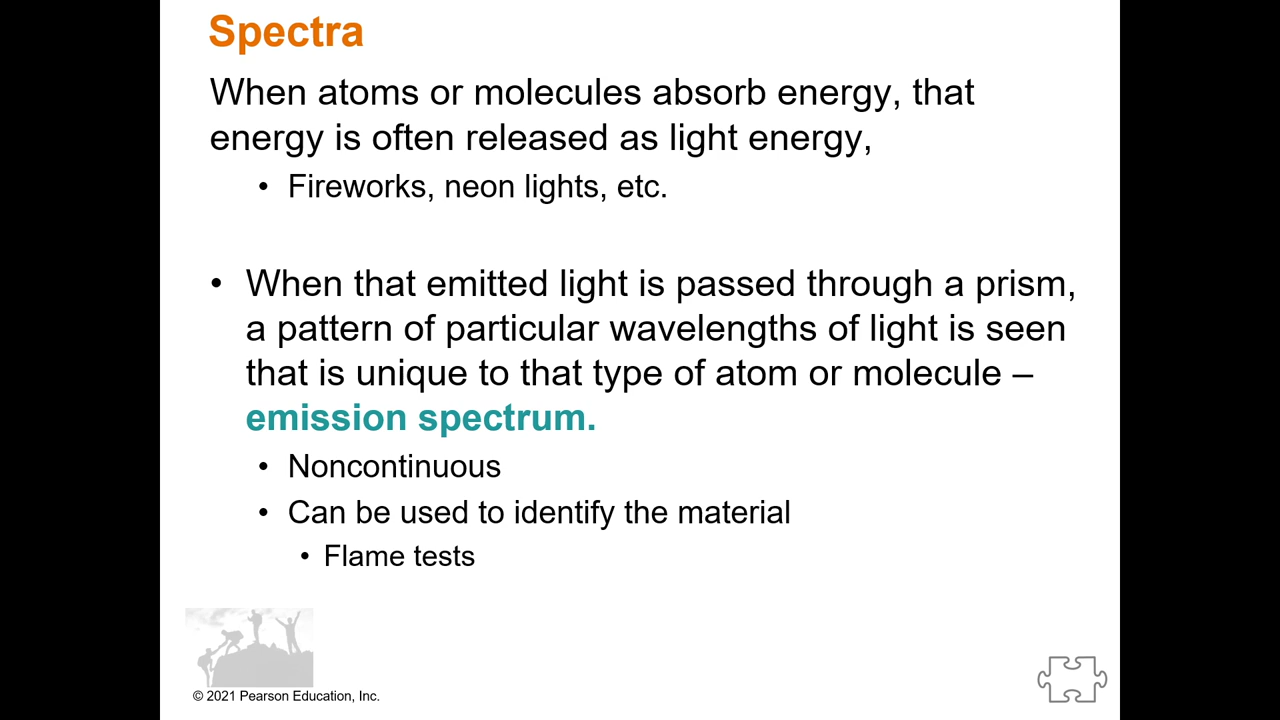 Spectra
When atoms or molecules absorb energy, that
energy is often released as light energy,
• Fireworks, neon lights, etc.
• When that emitted light is passed through a prism,
a pattern of particular wavelengths of light is seen
that is unique to that type of atom or molecule –
emission spectrum.
• Noncontinuous
• Can be used to identify the material
• Flame tests
© 2021 Pearson Education, Inc.